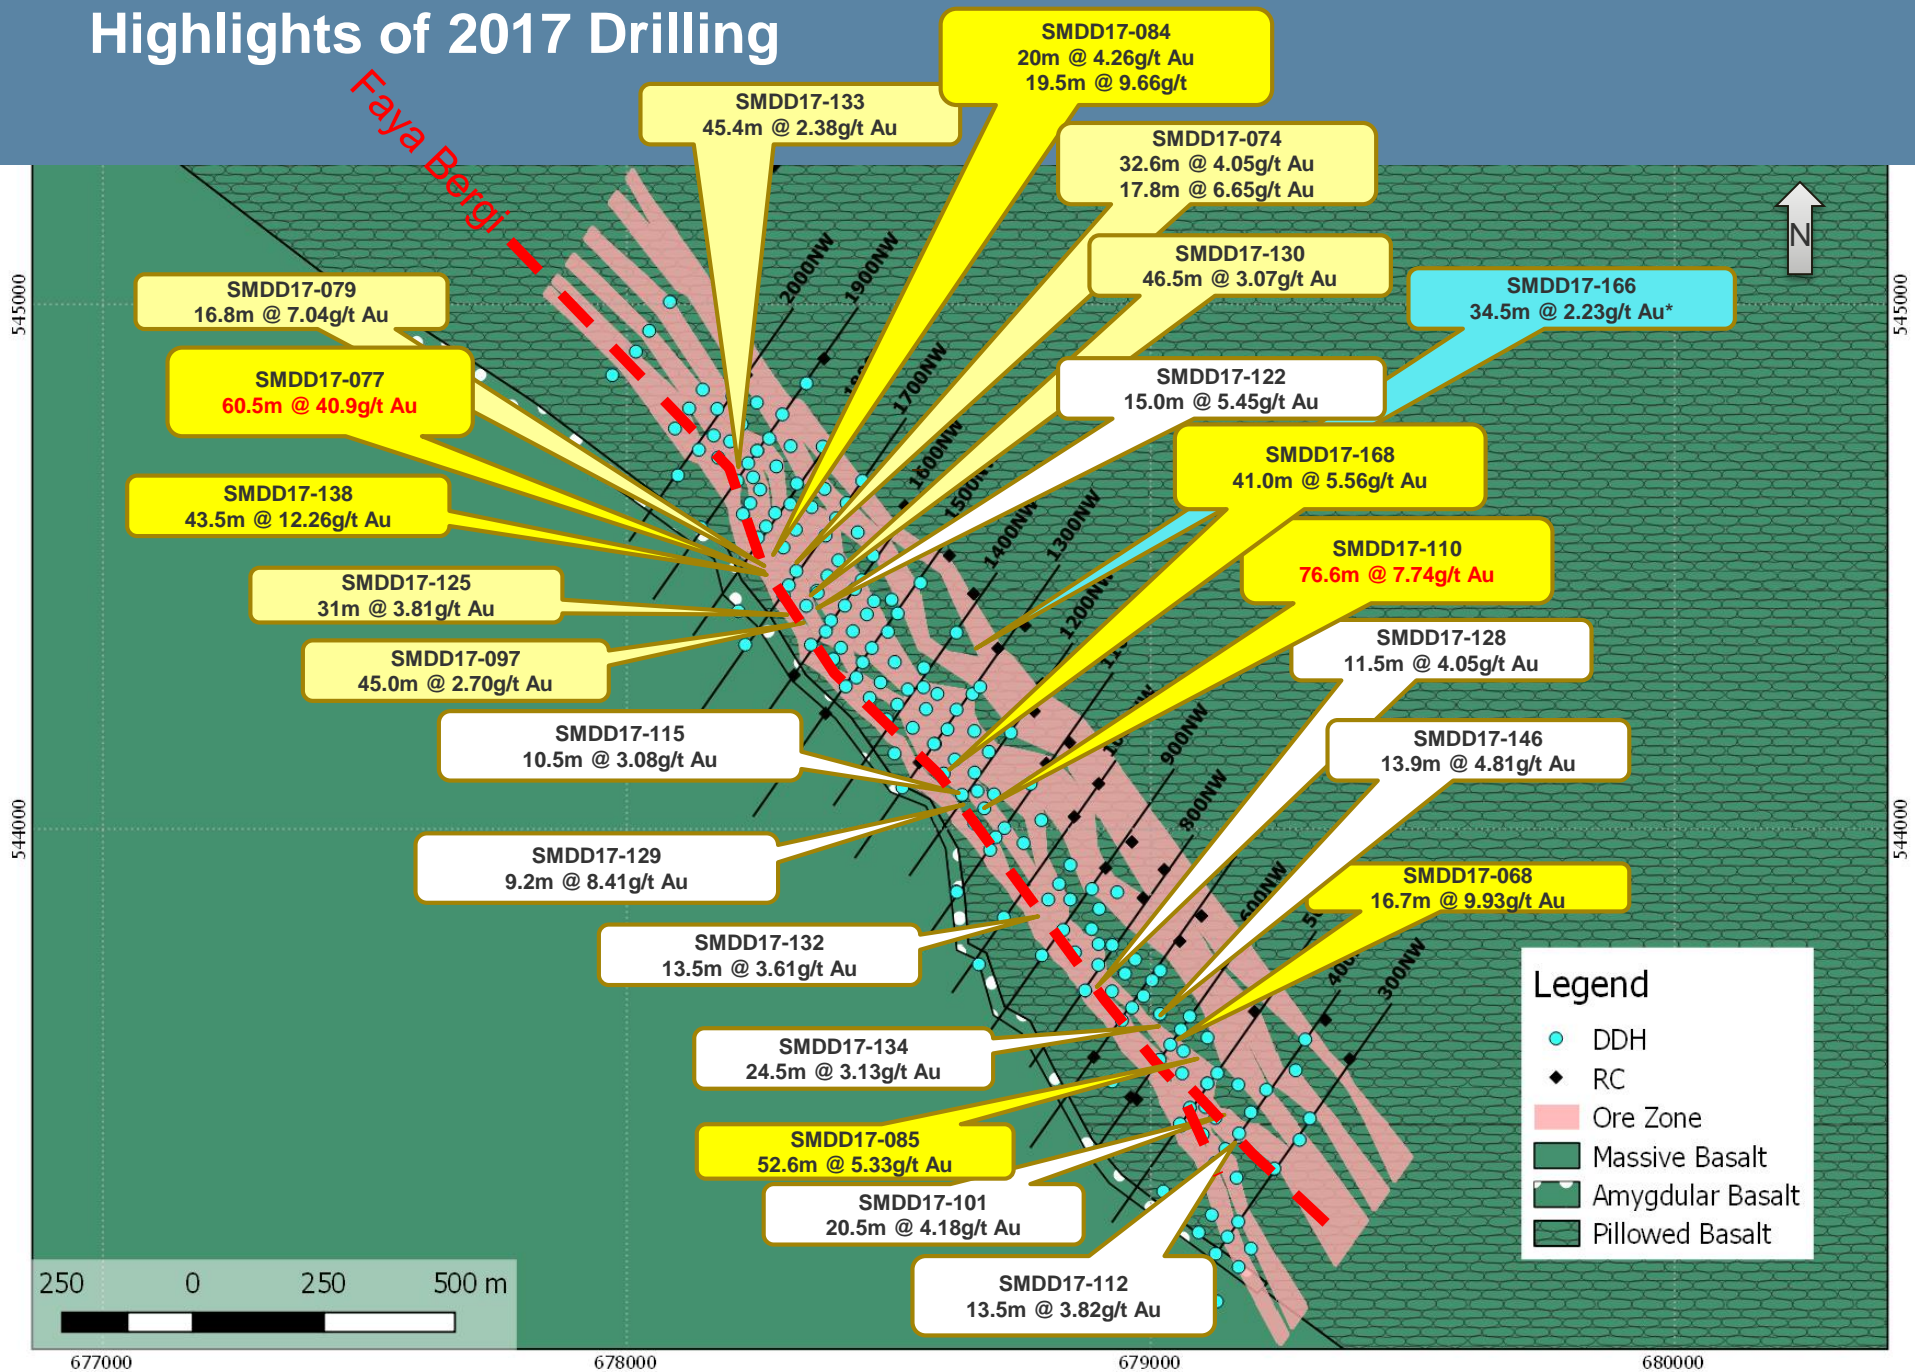 Highlights of 2017 Drilling
Faya Bergi
SMDD17-084
20m @ 4.26g/t Au
19.5m @ 9.66g/t
SMDD17-133
45.4m @ 2.38g/t Au
SMDD17-074
32.6m @ 4.05g/t Au
17.8m @ 6.65g/t Au
SMDD17-130
46.5m @ 3.07g/t Au
SMDD17-166
34.5m @ 2.23g/t Au*
N
SMDD17-079
16.8m @ 7.04g/t Au
SMDD17-077
60.5m @ 40.9g/t Au
SMDD17-122
15.0m @ 5.45g/t Au
SMDD17-168
41.0m @ 5.56g/t Au
SMDD17-138
43.5m @ 12.26g/t Au
SMDD17-110
76.6m @ 7.74g/t Au
SMDD17-125
31m @ 3.81g/t Au
SMDD17-097
45.0m @ 2.70g/t Au
SMDD17-128
11.5m @ 4.05g/t Au
SMDD17-115
10.5m @ 3.08g/t Au
SMDD17-146
13.9m @ 4.81g/t Au
SMDD17-129
9.2m @ 8.41g/t Au
SMDD17-068
16.7m @ 9.93g/t Au
SMDD17-132
13.5m @ 3.61g/t Au
SMDD17-134
24.5m @ 3.13g/t Au
SMDD17-085
52.6m @ 5.33g/t Au
SMDD17-101
20.5m @ 4.18g/t Au
SMDD17-112
13.5m @ 3.82g/t Au
2000NW
1900NW
1700NW
1600NW
1500NW
1400NW
1300NW
1200NW
900NW
800NW
600NW
300NW
545000
545000
544000
544000
Legend
DDH
RC
Ore Zone
Massive Basalt
Amygdular Basalt
Pillowed Basalt
250 0 250 500 m
677000 678000 679000 680000